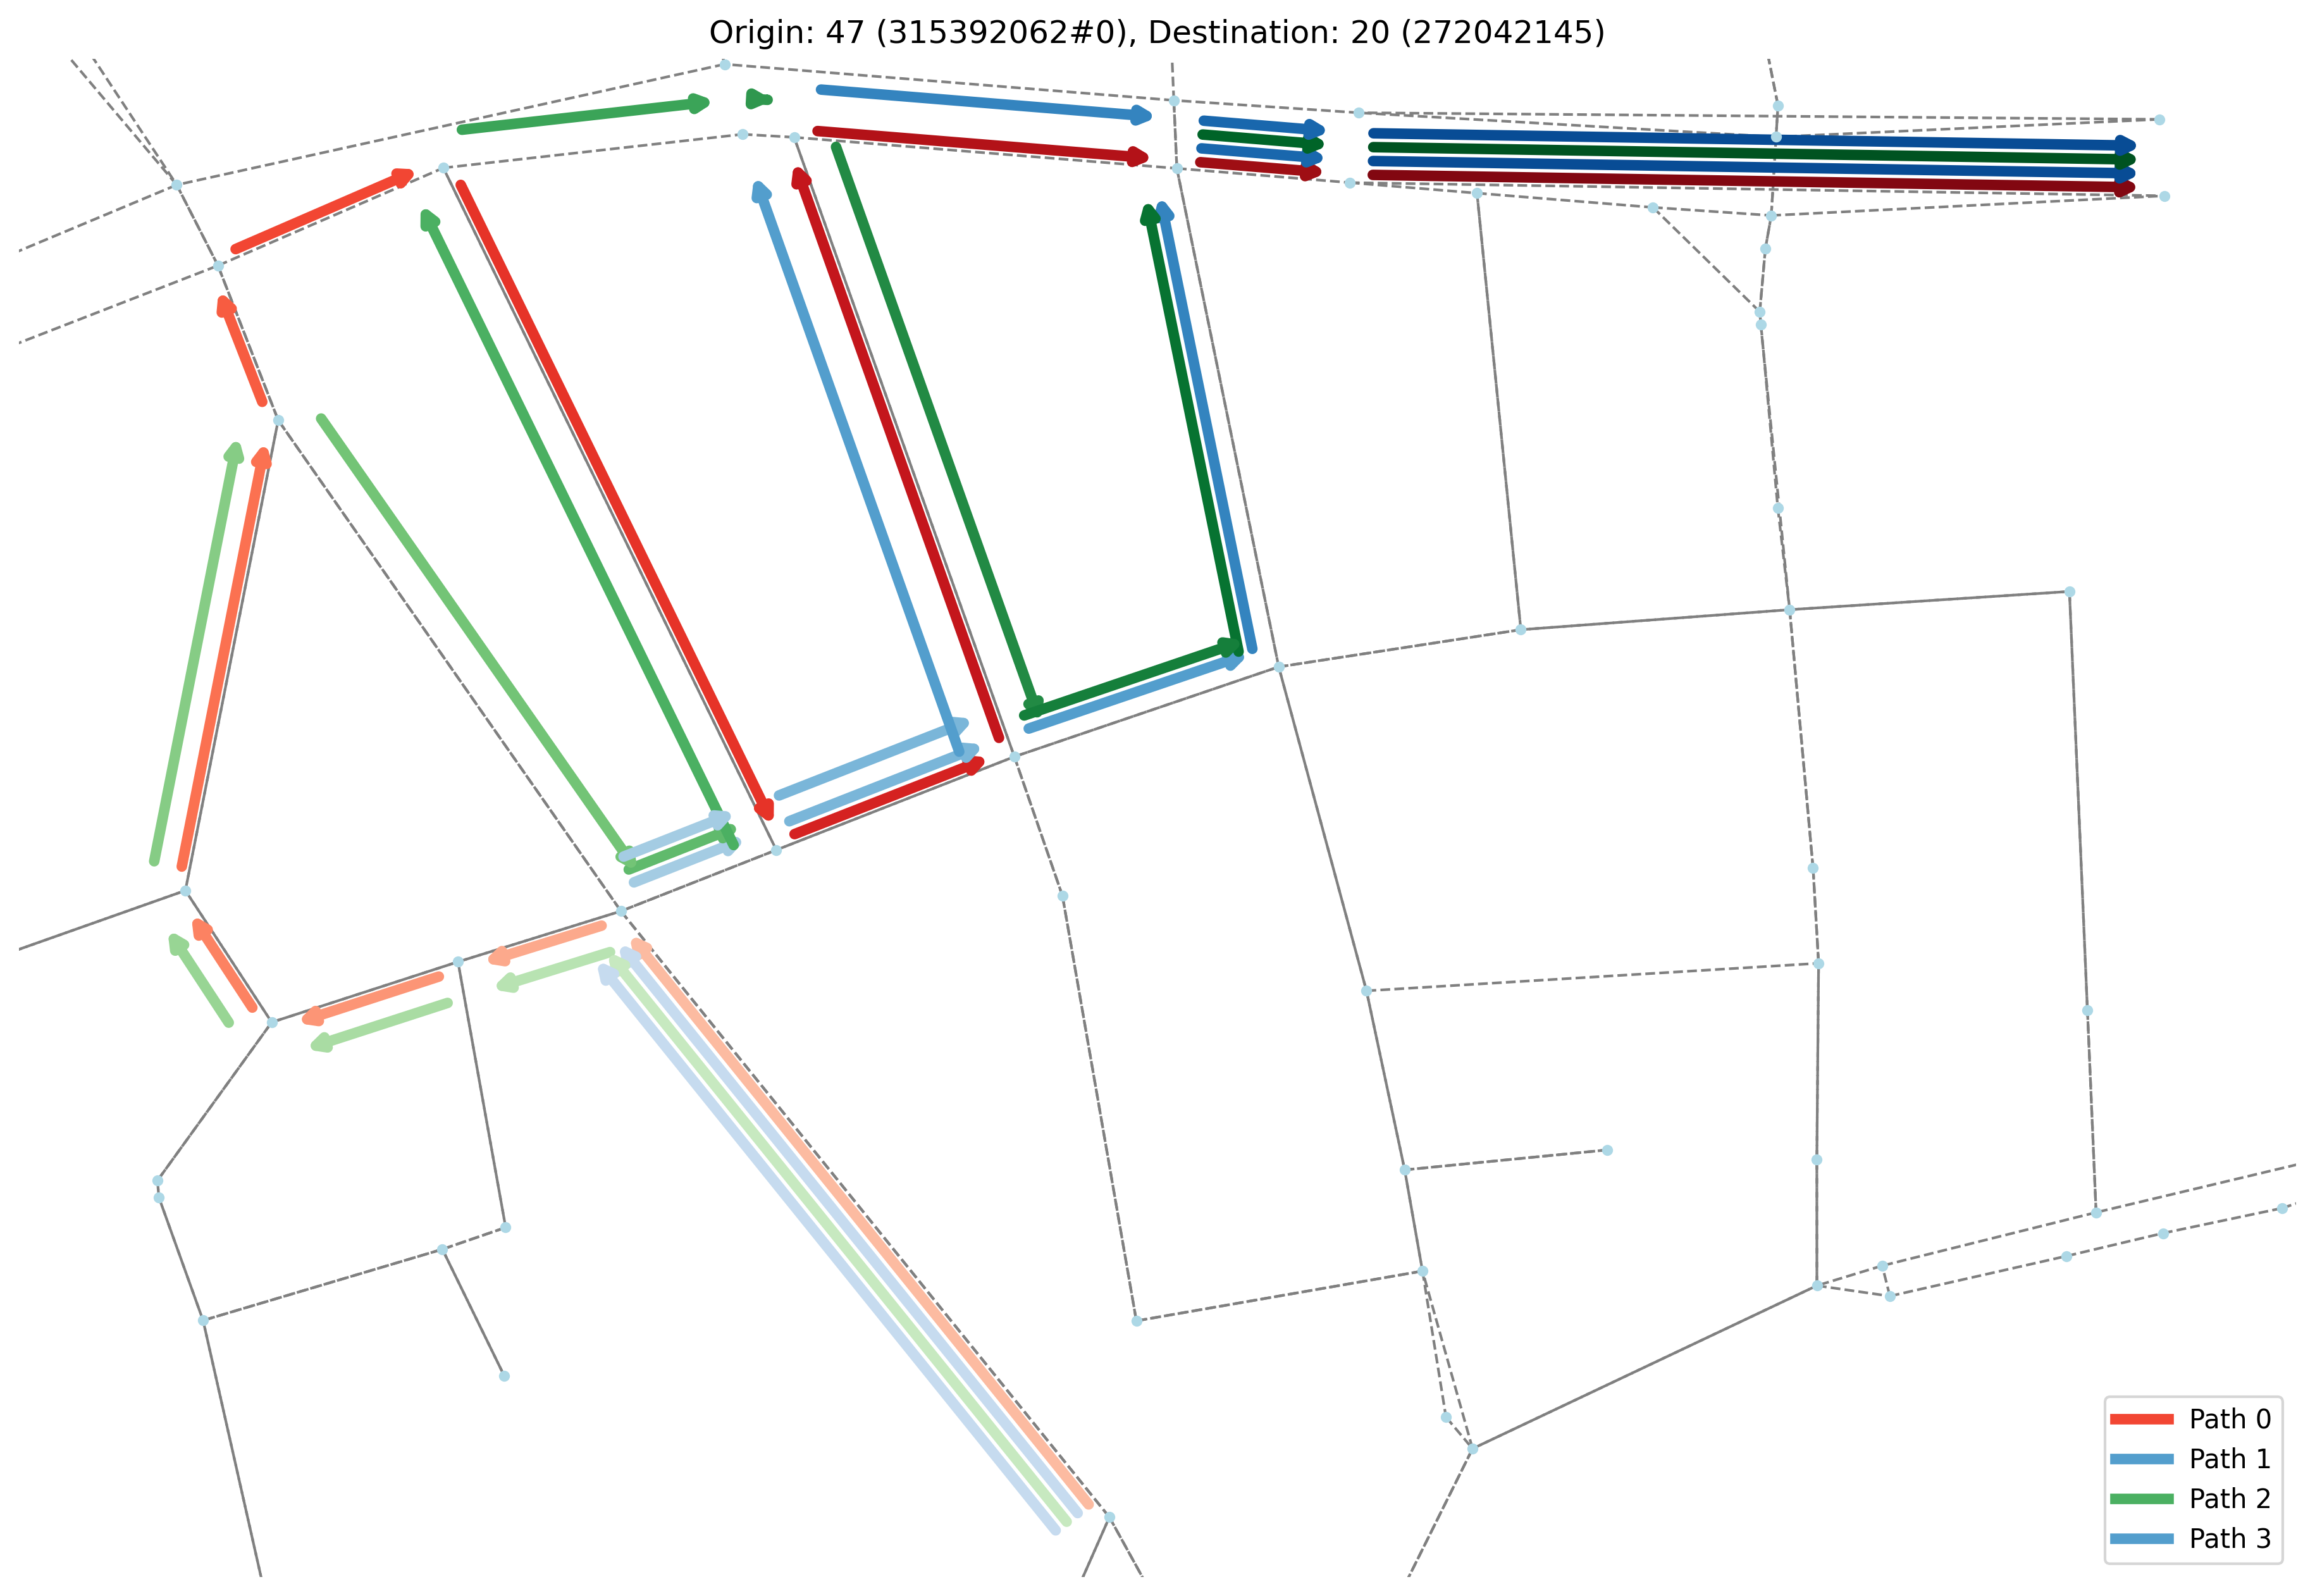 Origin: 47 (315392062#0), Destination: 20 (272042145)
Path 0
Path 1
Path 2
Path 3